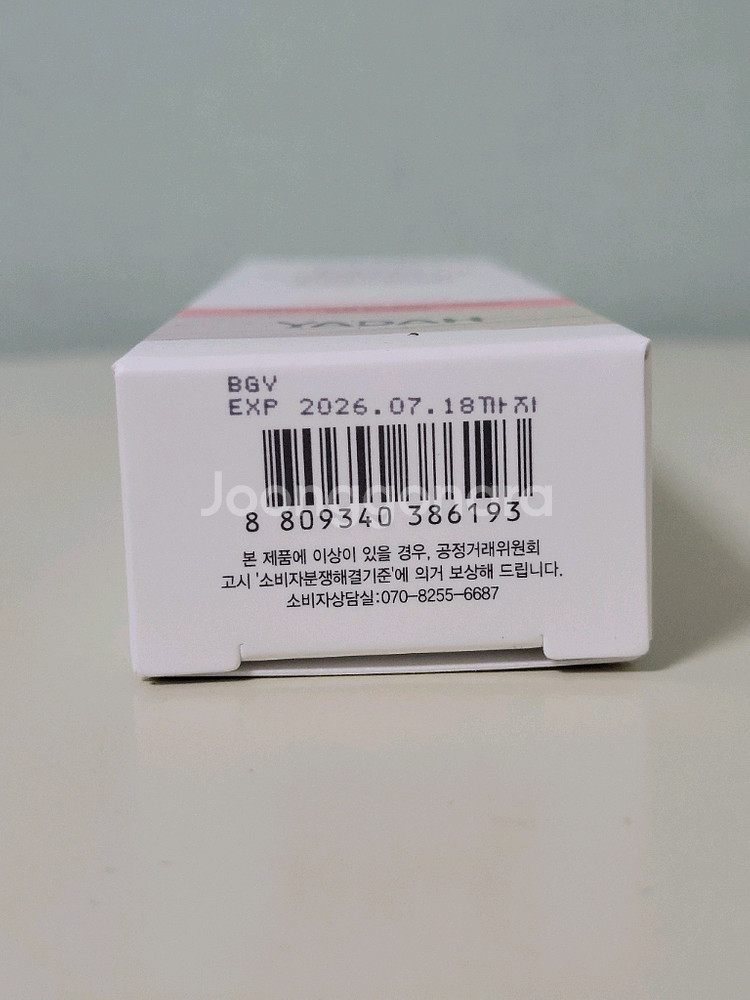 YADAH
BGY
EXP 2026.07.18까지
Joonggonara
8 809340 386193
본 제품에 이상이 있을 경우, 공정거래위원회
고시 '소비자분쟁해결기준'에 의거 보상해 드립니다.
소비자상담실:070-8255-6687